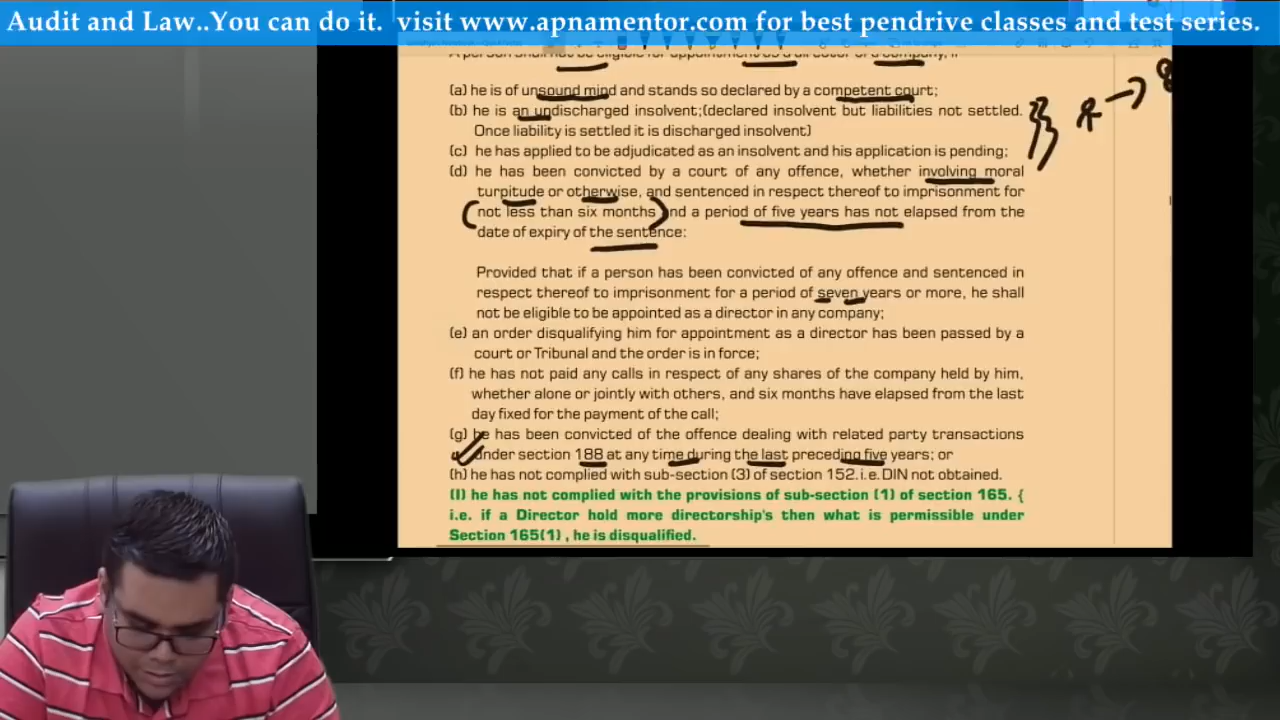 Audit and Law..You can do it. visit www.apnamentor.com for best pendrive classes and test series.
A person shall not be eligible for appointment as a director of a company, if
(a) he is of unsound mind and stands so declared by a competent court;
(b) he is an undischarged insolvent;(declared insolvent but liabilities not settled.
Once liability is settled it is discharged insolvent)
(c) he has applied to be adjudicated as an insolvent and his application is pending;
(d) he has been convicted by a court of any offence, whether involving moral
turpitude or otherwise, and sentenced in respect thereof to imprisonment for
not less than six months and a period of five years has not elapsed from the
date of expiry of the sentence:
Provided that if a person has been convicted of any offence and sentenced in
respect thereof to imprisonment for a period of seven years or more, he shall
not be eligible to be appointed as a director in any company;
(e) an order disqualifying him for appointment as a director has been passed by a
court or Tribunal and the order is in force;
(f) he has not paid any calls in respect of any shares of the company held by him,
whether alone or jointly with others, and six months have elapsed from the last
day fixed for the payment of the call;
(g) he has been convicted of the offence dealing with related party transactions
under section 188 at any time during the last preceding five years; or
(h) he has not complied with sub-section (3) of section 152.i.e.DIN not obtained.
(I) he has not complied with the provisions of sub-section (1) of section 165. {
i.e. if a Director hold more directorship's then what is permissible under
Section 165(1) , he is disqualified.